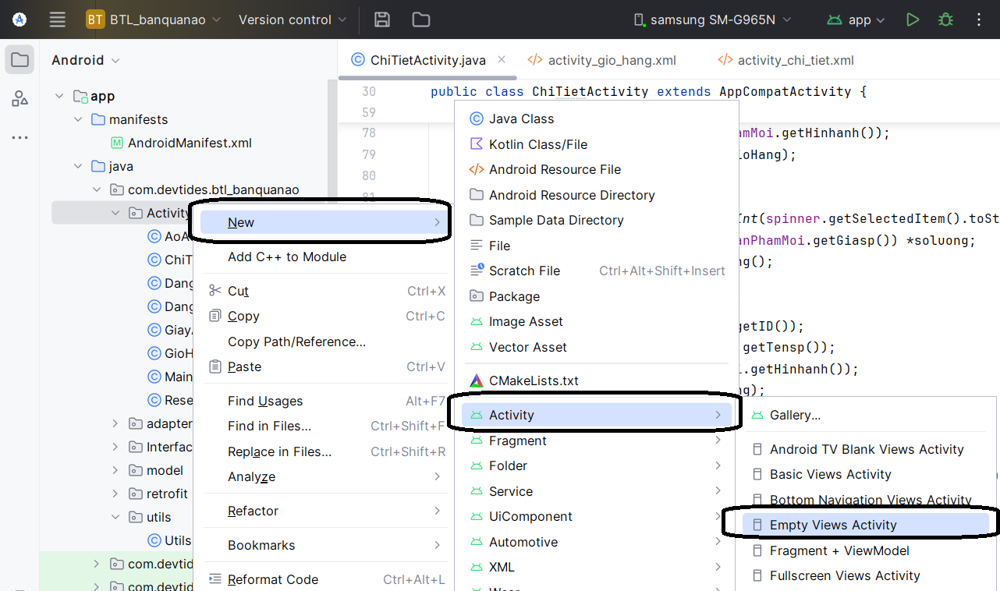 BT BTL_banquanao Version control samsung SM-G965N app
Android ChiTietActivity.java activity_gio_hang.xml activity_chi_tiet.xml
app
manifests
AndroidManifest.xml
java
com.devtides.btl_banquanao
Activity
AoA
ChiT
Dang
Dang
Giay
GioH
Main
Rese
adapter
Interfac
model
retrofit
utils
Utils
com.devtid
com.devtid
New
Add C++ to Module
Cut Ctrl+X
Copy Ctrl+C
Copy Path/Reference...
Paste Ctrl+V
Find Usages Alt+F7
Find in Files... Ctrl+Shift+F
Replace in Files... Ctrl+Shift+R
Analyze
Refactor
Bookmarks
Reformat Code Ctrl+Alt+L
30 public class ChiTietActivity extends AppCompatActivity {
59
78
79
80
81
Java Class
Kotlin Class/File
Android Resource File
Android Resource Directory
Sample Data Directory
File
Scratch File Ctrl+Alt+Shift+Insert
Package
Image Asset
Vector Asset
CMakeLists.txt
Activity
Fragment
Folder
Service
UiComponent
Automotive
XML
Wear
mMoi.getHinhanh());
oHang);
Int(spinner.getSelectedItem().toSt
anPhamMoi.getGiasp()) *soluong;
ng();
getID());
.getTensp());
i.getHinhanh());
ng);
Gallery...
Android TV Blank Views Activity
Basic Views Activity
Bottom Navigation Views Activity
Empty Views Activity
Fragment + ViewModel
Fullscreen Views Activity